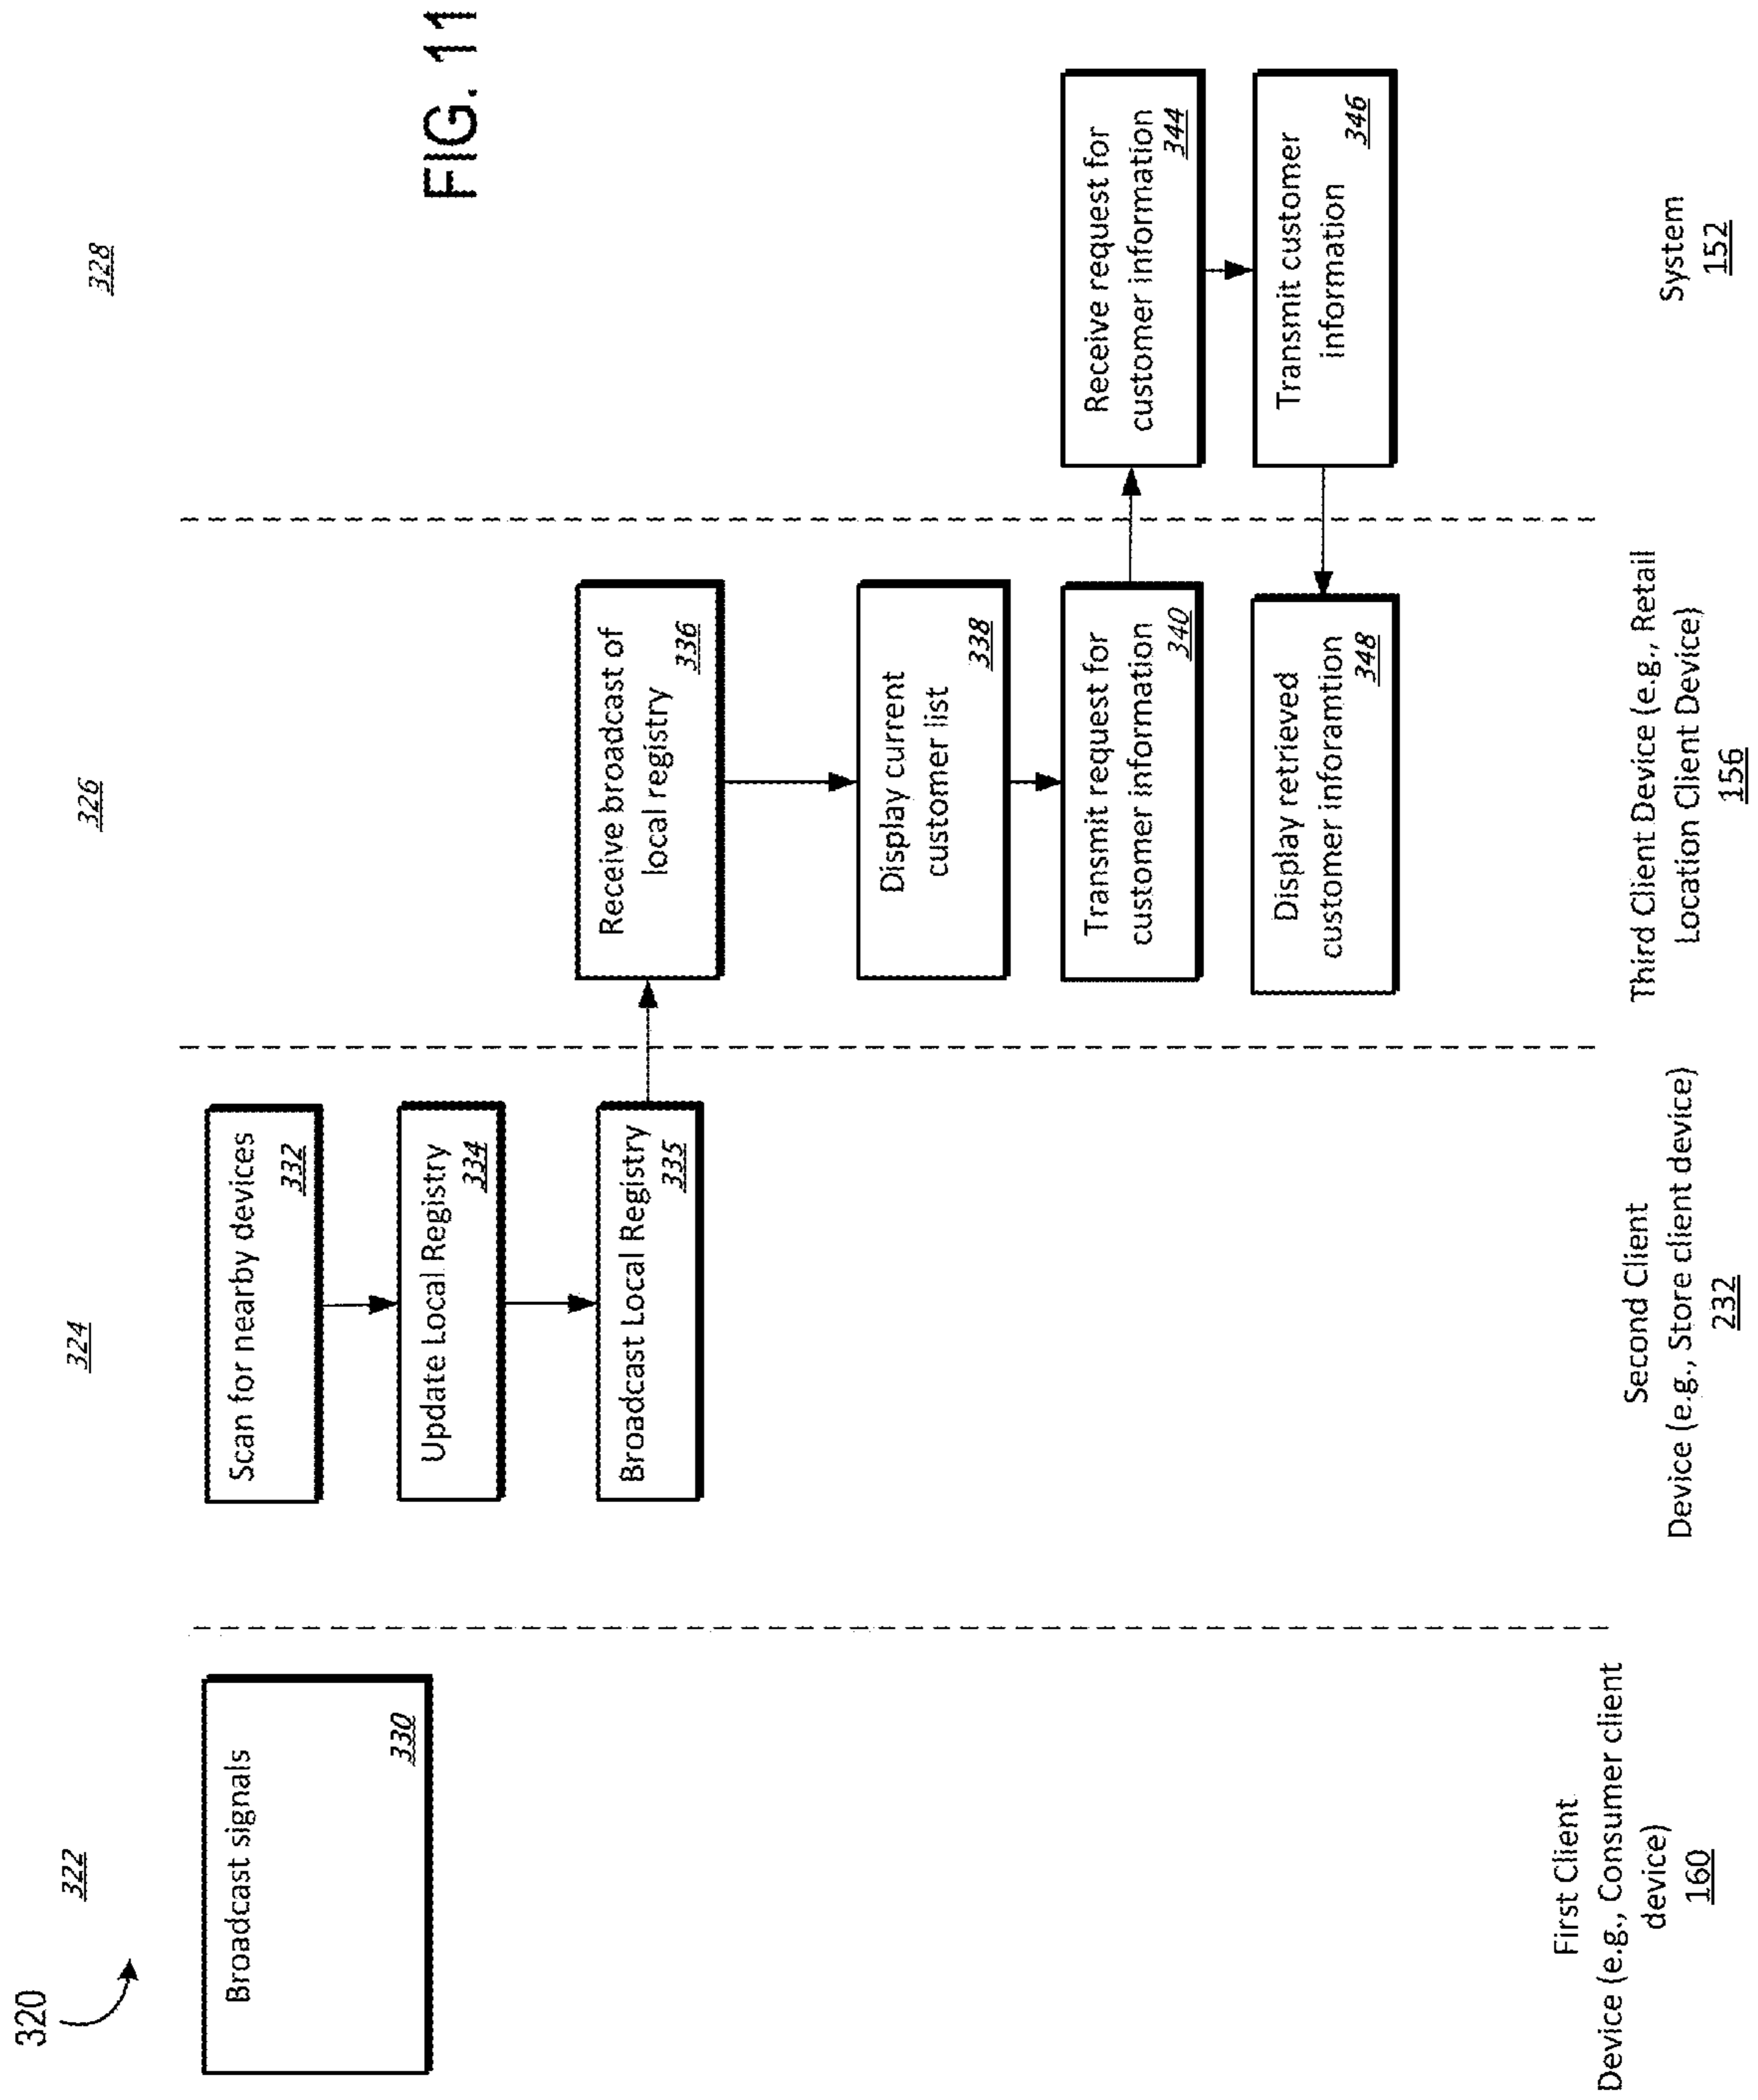 320
322
324
326
328
Broadcast signals
330
Scan for nearby devices
332
Update Local Registry
334
Broadcast Local Registry
335
Receive broadcast of
local registry
336
Display current
customer list
338
Transmit request for
customer information
340
Receive request for
customer information
344
Transmit customer
information
346
Display retrieved
customer inforamtion
348
First Client
Device (e.g., Consumer client
device)
160
Second Client
Device (e.g., Store client device)
232
Third Client Device (e.g., Retail
Location Client Device)
156
System
152
FIG. 11